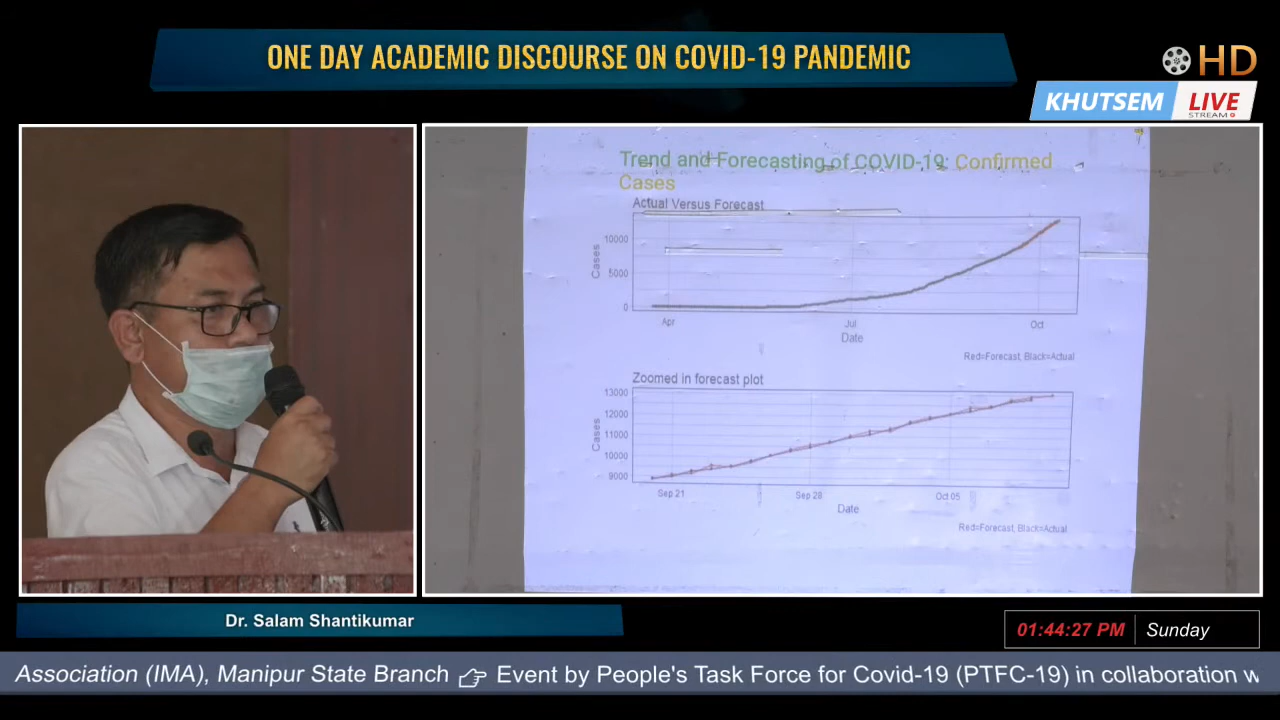 ONE DAY ACADEMIC DISCOURSE ON COVID-19 PANDEMIC
HD
KHUTSEM LIVE
STREAM
Trend and Forecasting of COVID-19: Confirmed
Cases
Actual Versus Forecast
10000
5000
0
Cases
Apr Jul Oct
Date
Red=Forecast, Black=Actual
Zoomed in forecast plot
13000
12000
11000
10000
9000
Cases
Sep 21 Sep 28 Oct 05
Date
Red=Forecast, Black=Actual
Dr. Salam Shantikumar
01:44:27 PM Sunday
Association (IMA), Manipur State Branch Event by People's Task Force for Covid-19 (PTFC-19) in collaboration w